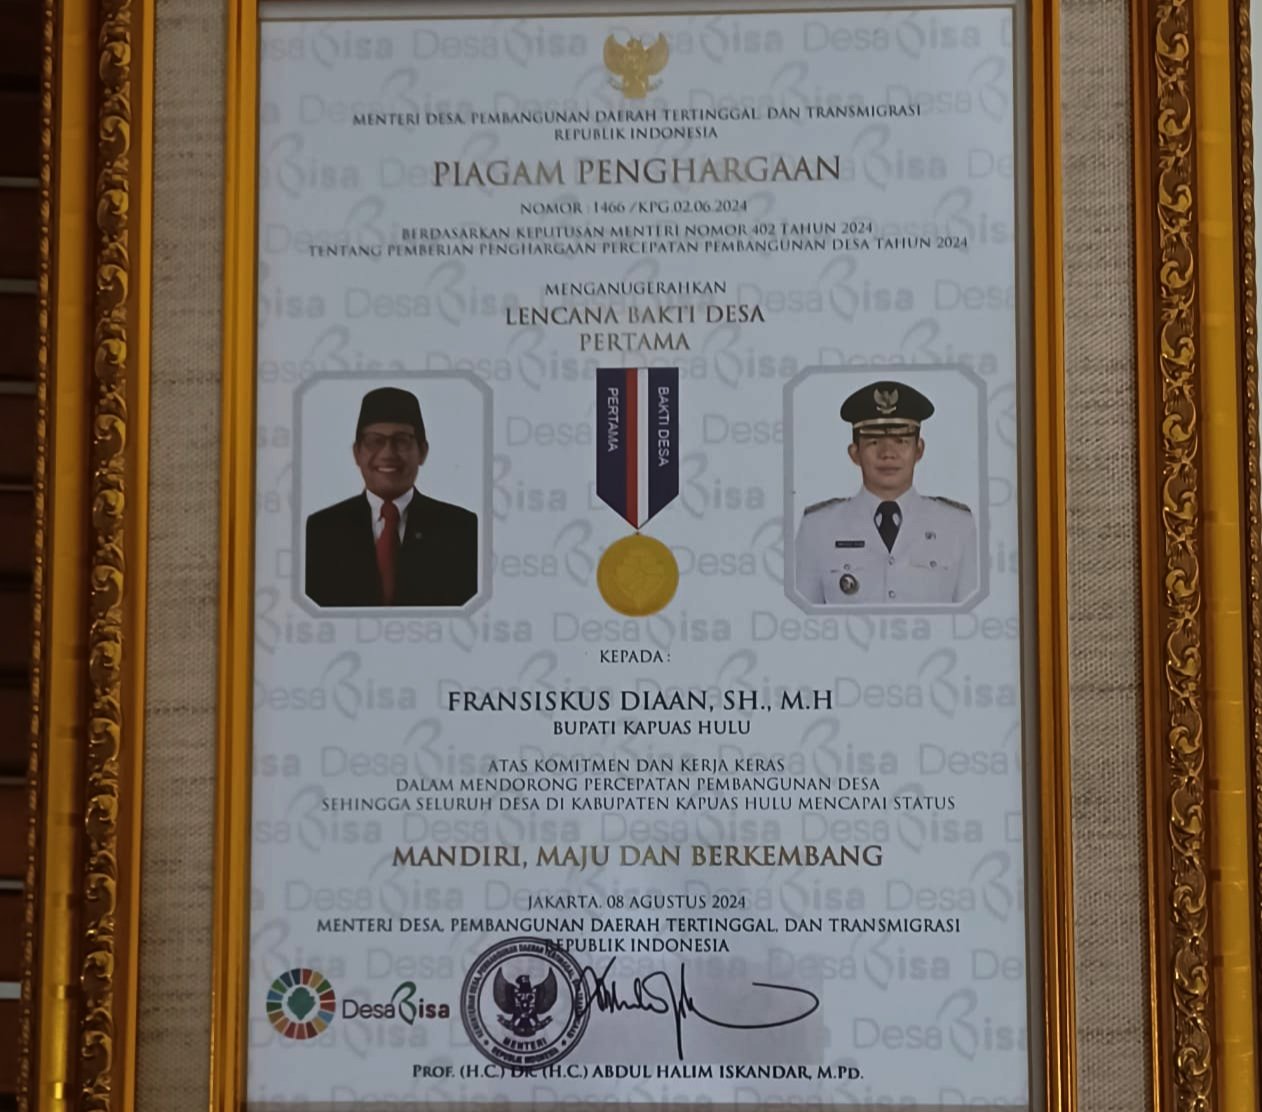 MENTERI DESA, PEMBANGUNAN DAERAH TERTINGGAL, DAN TRANSMIGRASI
REPUBLIK INDONESIA
PIAGAM PENGHARGAAN
NOMOR : 1466 /KPG.02.06.2024
BERDASARKAN KEPUTUSAN MENTERI NOMOR 402 TAHUN 2024
TENTANG PEMBERIAN PENGHARGAAN PERCEPATAN PEMBANGUNAN DESA TAHUN 2024
MENGANUGERAHKAN
LENCANA BAKTI DESA
PERTAMA
PERTAMA
BAKTI DESA
KEPADA :
FRANSISKUS DIAAN, SH., M.H
BUPATI KAPUAS HULU
ATAS KOMITMEN DAN KERJA KERAS
DALAM MENDORONG PERCEPATAN PEMBANGUNAN DESA
SEHINGGA SELURUH DESA DI KABUPATEN KAPUAS HULU MENCAPAI STATUS
MANDIRI, MAJU DAN BERKEMBANG
JAKARTA, 08 AGUSTUS 2024
MENTERI DESA, PEMBANGUNAN DAERAH TERTINGGAL, DAN TRANSMIGRASI
REPUBLIK INDONESIA
DesaBisa
MENTERI
REPUBLIK INDONESIA
PROF. (H.C.) DR. (H.C.) ABDUL HALIM ISKANDAR, M.PD.